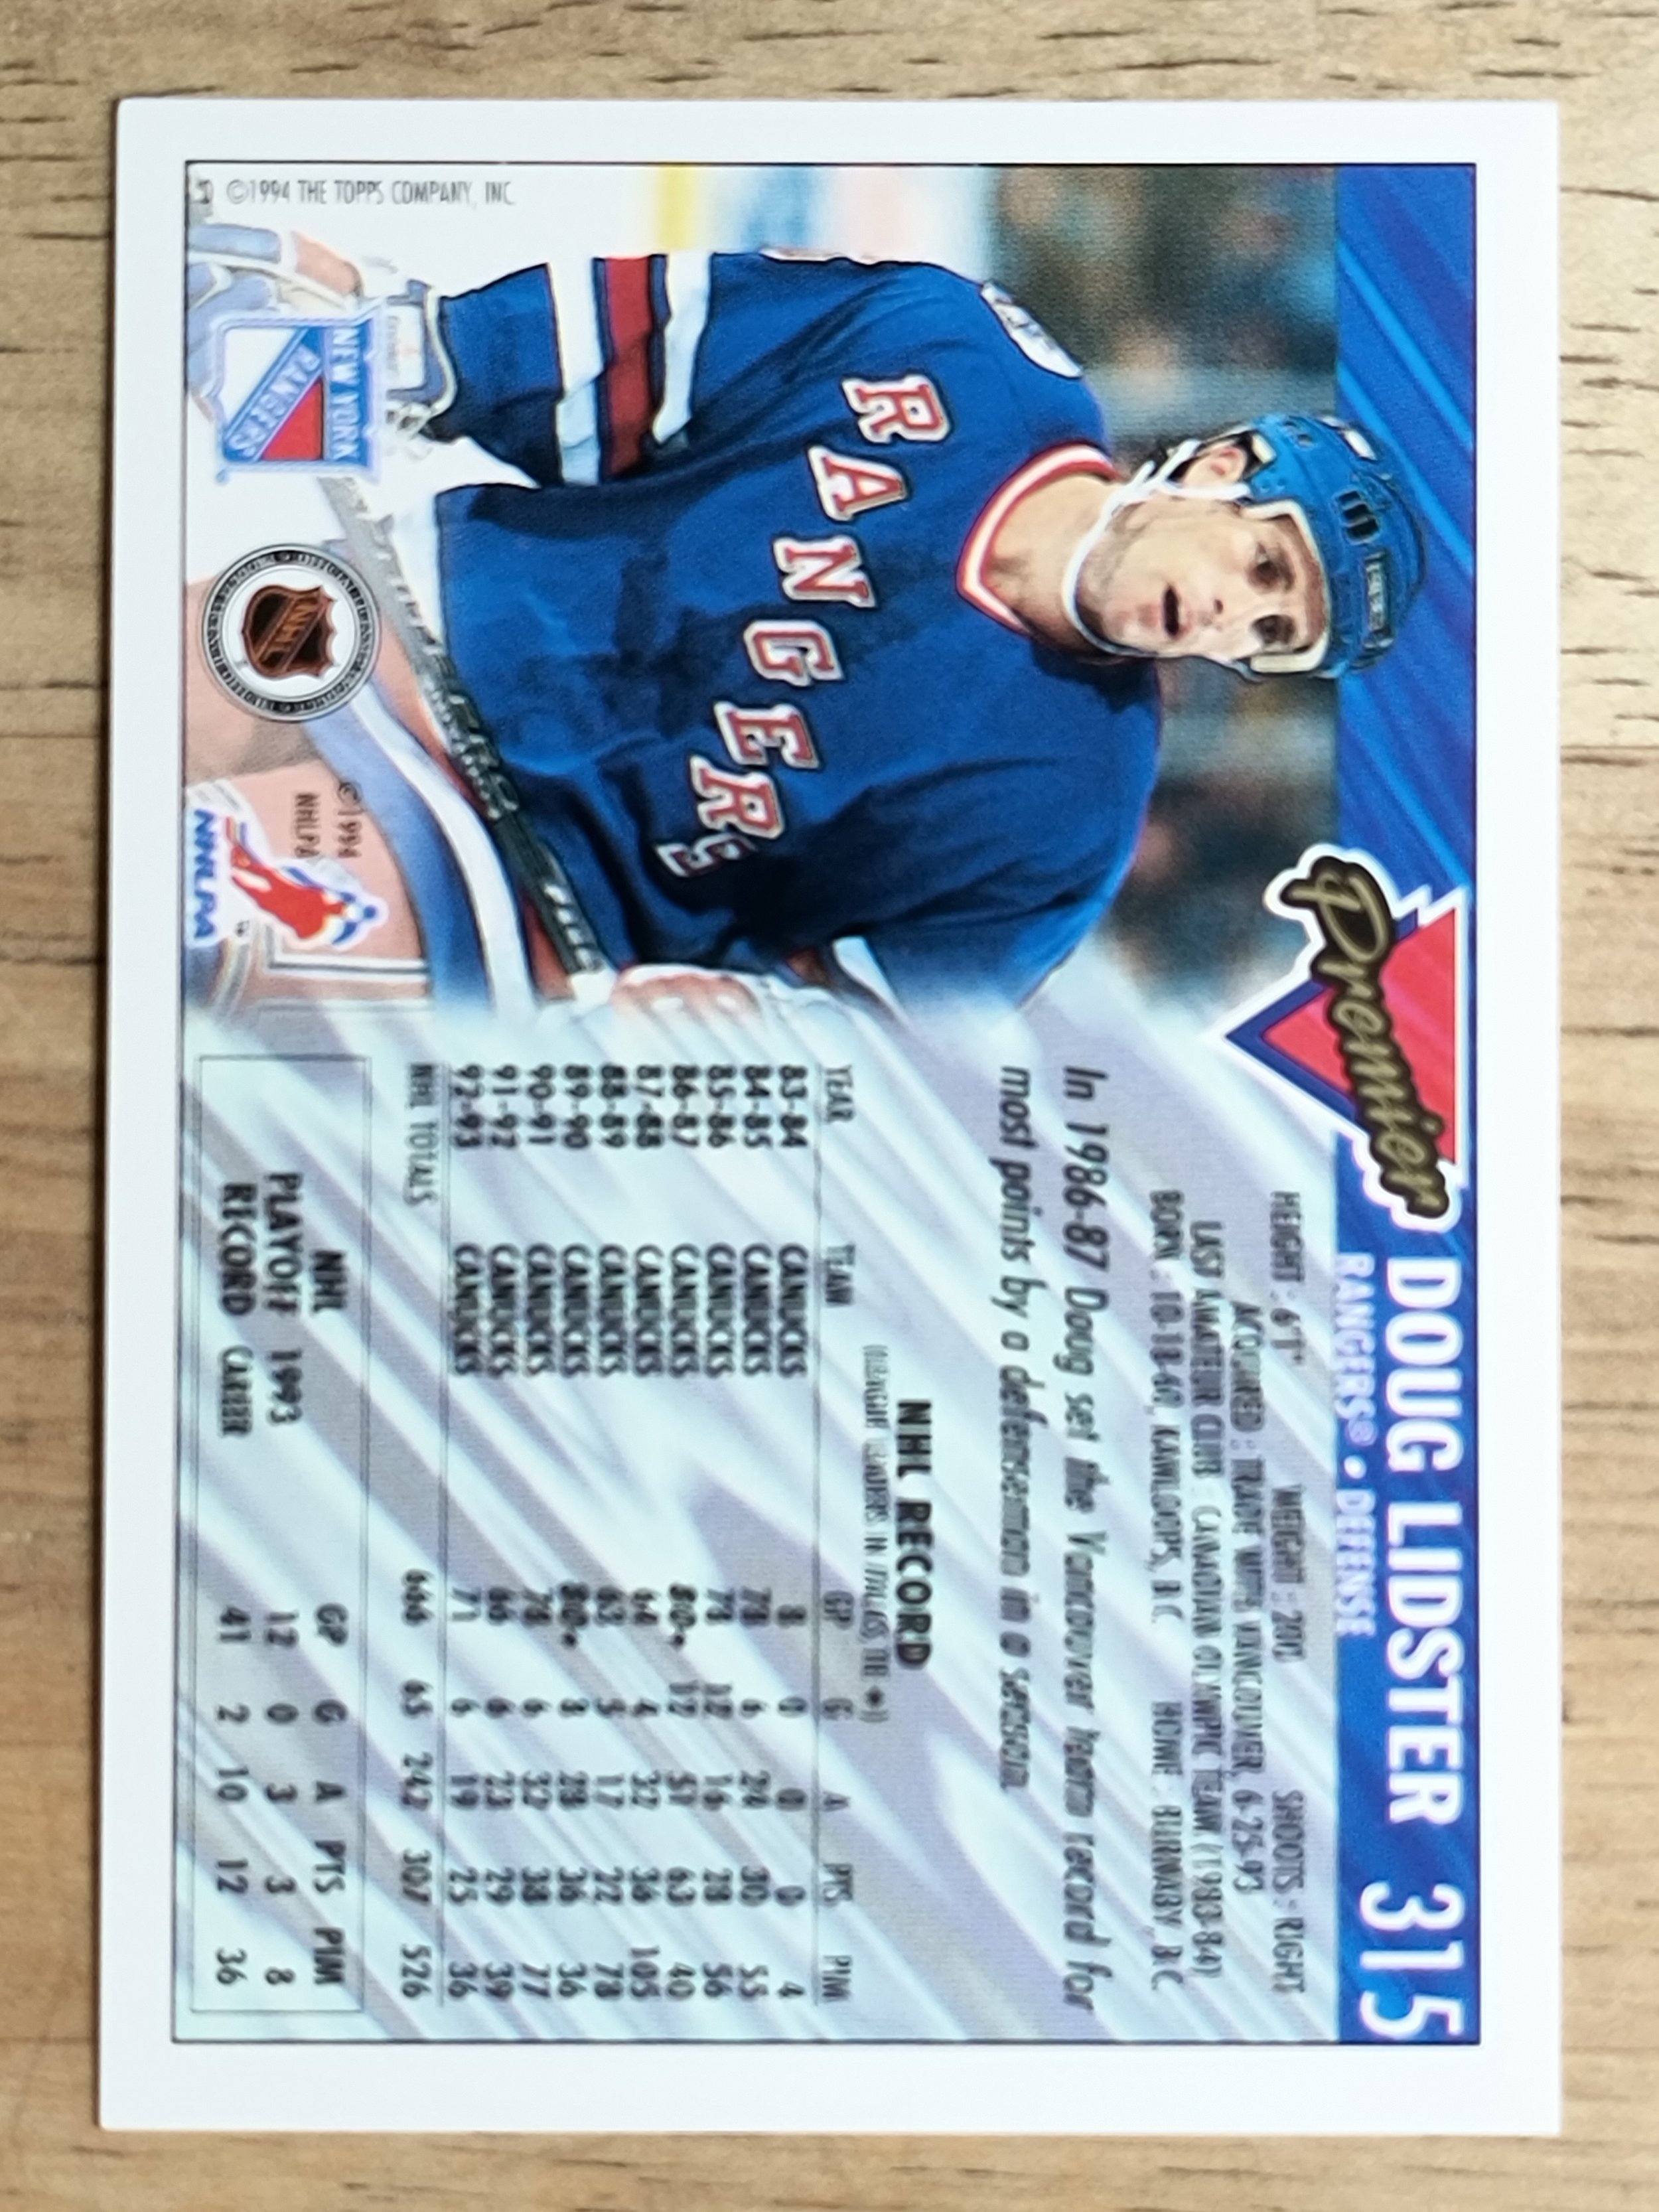 Premier
DOUG LIDSTER 315
RANGERS® • DEFENSE
HEIGHT: 6'1" WEIGHT: 200 SHOOTS: RIGHT
ACQUIRED: TRADE WITH VANCOUVER, 6-25-93
LAST AMATEUR CLUB: CANADIAN OLYMPIC TEAM (1983-84)
BORN: 10-18-60, KAMLOOPS, B.C. HOME: BURNABY, B.C.
In 1986-87 Doug set the Vancouver team record for
most points by a defenseman in a season.
NHL RECORD
(LEAGUE LEADERS IN ITALICS, TIE *)
YEAR TEAM GP G A PTS PIM
83-84 CANUCKS 8 0 0 0 4
84-85 CANUCKS 78 6 24 30 55
85-86 CANUCKS 78 12 16 28 56
86-87 CANUCKS 80* 12 51 63 40
87-88 CANUCKS 64 4 32 36 105
88-89 CANUCKS 63 5 17 22 78
89-90 CANUCKS 80* 8 28 36 36
90-91 CANUCKS 78 6 32 38 77
91-92 CANUCKS 66 6 23 29 39
92-93 CANUCKS 71 6 19 25 36
NHL TOTALS 666 65 242 307 526
NHL GP G A PTS PIM
PLAYOFF 1993 12 0 3 3 8
RECORD CAREER 41 2 10 12 36
RANGERS
NEW YORK
RANGERS
NHL
©1994
NHLPA
NHLPA
TM
©1994 THE TOPPS COMPANY, INC.